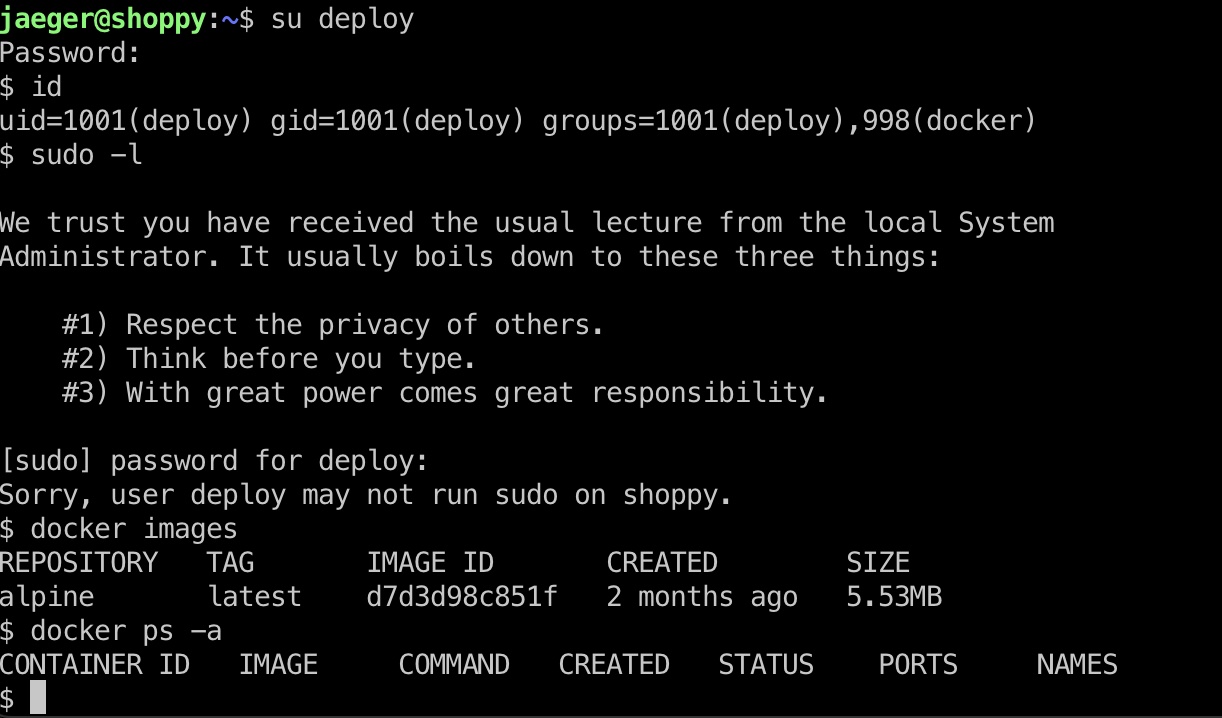 jaeger@shoppy:~$ su deploy
Password:
$ id
uid=1001(deploy) gid=1001(deploy) groups=1001(deploy),998(docker)
$ sudo -l

We trust you have received the usual lecture from the local System
Administrator. It usually boils down to these three things:

    #1) Respect the privacy of others.
    #2) Think before you type.
    #3) With great power comes great responsibility.

[sudo] password for deploy:
Sorry, user deploy may not run sudo on shoppy.
$ docker images
REPOSITORY   TAG       IMAGE ID       CREATED        SIZE
alpine       latest    d7d3d98c851f   2 months ago   5.53MB
$ docker ps -a
CONTAINER ID   IMAGE     COMMAND   CREATED   STATUS    PORTS     NAMES
$